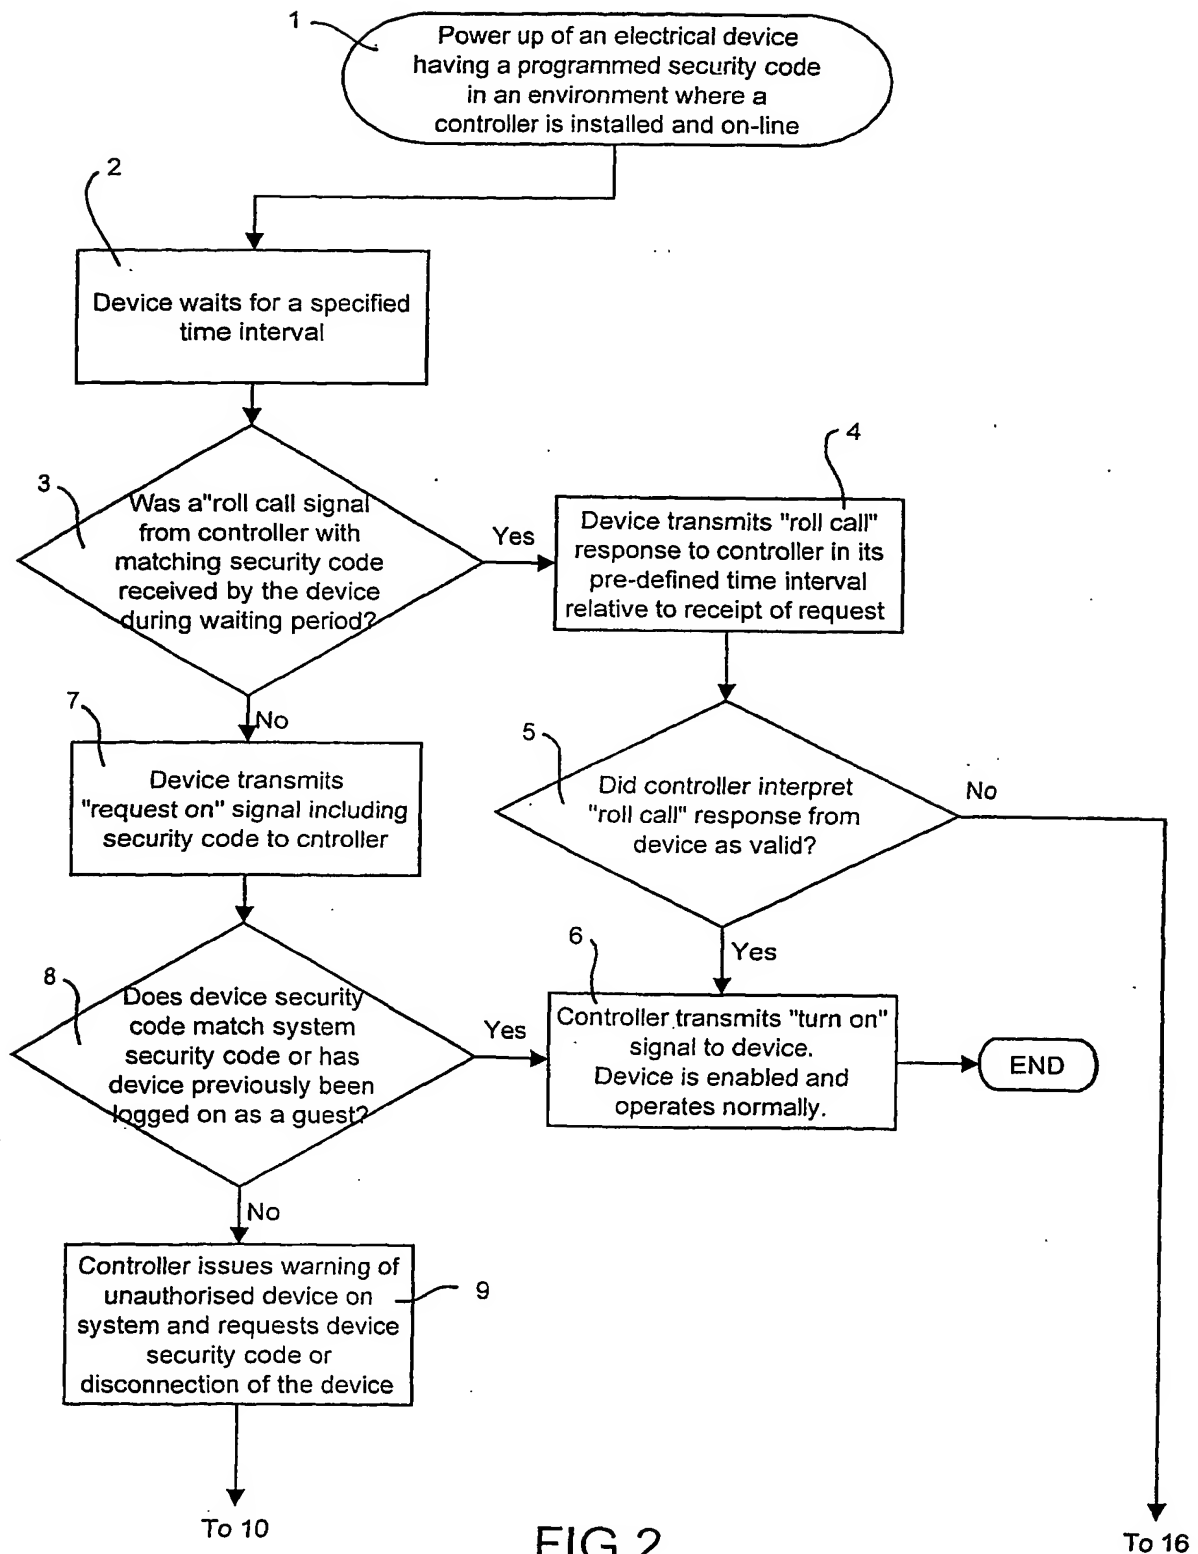 1
Power up of an electrical device
having a programmed security code
in an environment where a
controller is installed and on-line
2
Device waits for a specified
time interval
3
Was a"roll call signal
from controller with
matching security code
received by the device
during waiting period?
Yes
4
Device transmits "roll call"
response to controller in its
pre-defined time interval
relative to receipt of request
No
7
Device transmits
"request on" signal including
security code to cntroller
5
Did controller interpret
"roll call" response from
device as valid?
No
Yes
8
Does device security
code match system
security code or has
device previously been
logged on as a guest?
Yes
6
Controller transmits "turn on"
signal to device.
Device is enabled and
operates normally.
END
No
Controller issues warning of
unauthorised device on
system and requests device
security code or
disconnection of the device
9
To 10
FIG 2
To 16